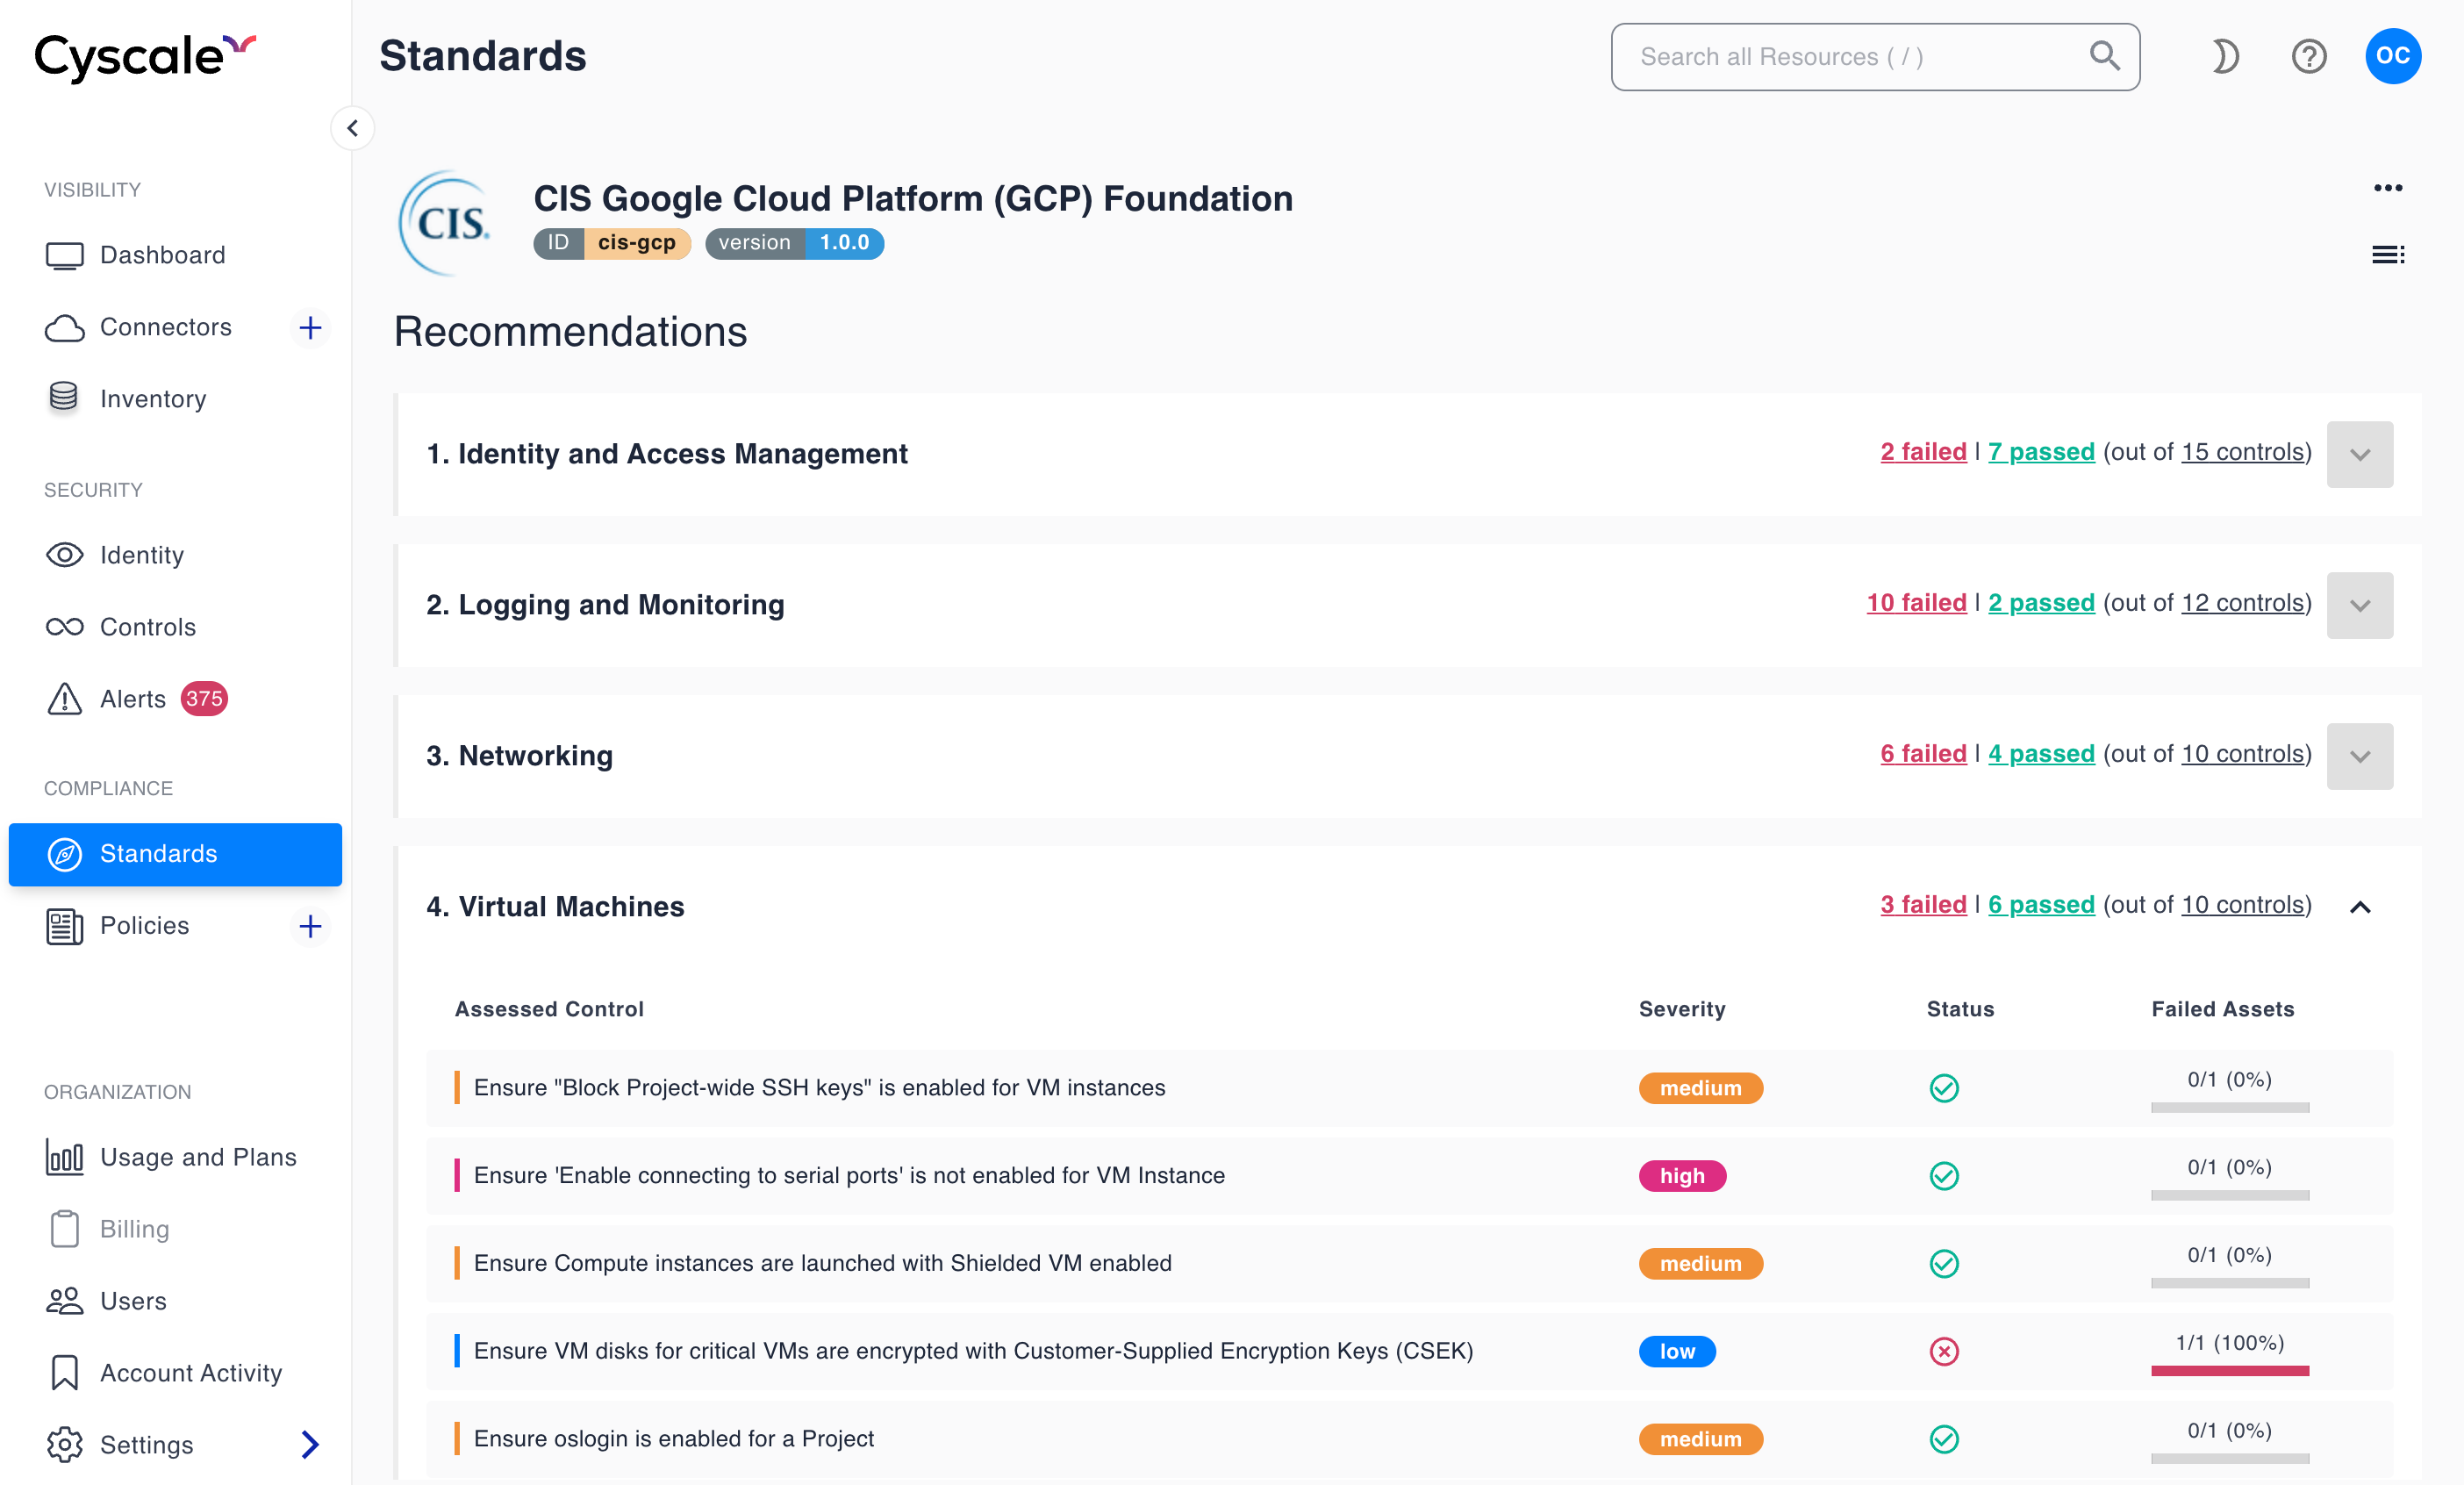 Cyscale
Standards
Search all Resources ( / )
OC
VISIBILITY
Dashboard
Connectors
Inventory
SECURITY
Identity
Controls
Alerts 375
COMPLIANCE
Standards
Policies
ORGANIZATION
Usage and Plans
Billing
Users
Account Activity
Settings
CIS.
CIS Google Cloud Platform (GCP) Foundation
ID cis-gcp version 1.0.0
Recommendations
1. Identity and Access Management 2 failed | 7 passed (out of 15 controls)
2. Logging and Monitoring 10 failed | 2 passed (out of 12 controls)
3. Networking 6 failed | 4 passed (out of 10 controls)
4. Virtual Machines 3 failed | 6 passed (out of 10 controls)
Assessed Control Severity Status Failed Assets
Ensure "Block Project-wide SSH keys" is enabled for VM instances medium 0/1 (0%)
Ensure 'Enable connecting to serial ports' is not enabled for VM Instance high 0/1 (0%)
Ensure Compute instances are launched with Shielded VM enabled medium 0/1 (0%)
Ensure VM disks for critical VMs are encrypted with Customer-Supplied Encryption Keys (CSEK) low 1/1 (100%)
Ensure oslogin is enabled for a Project medium 0/1 (0%)